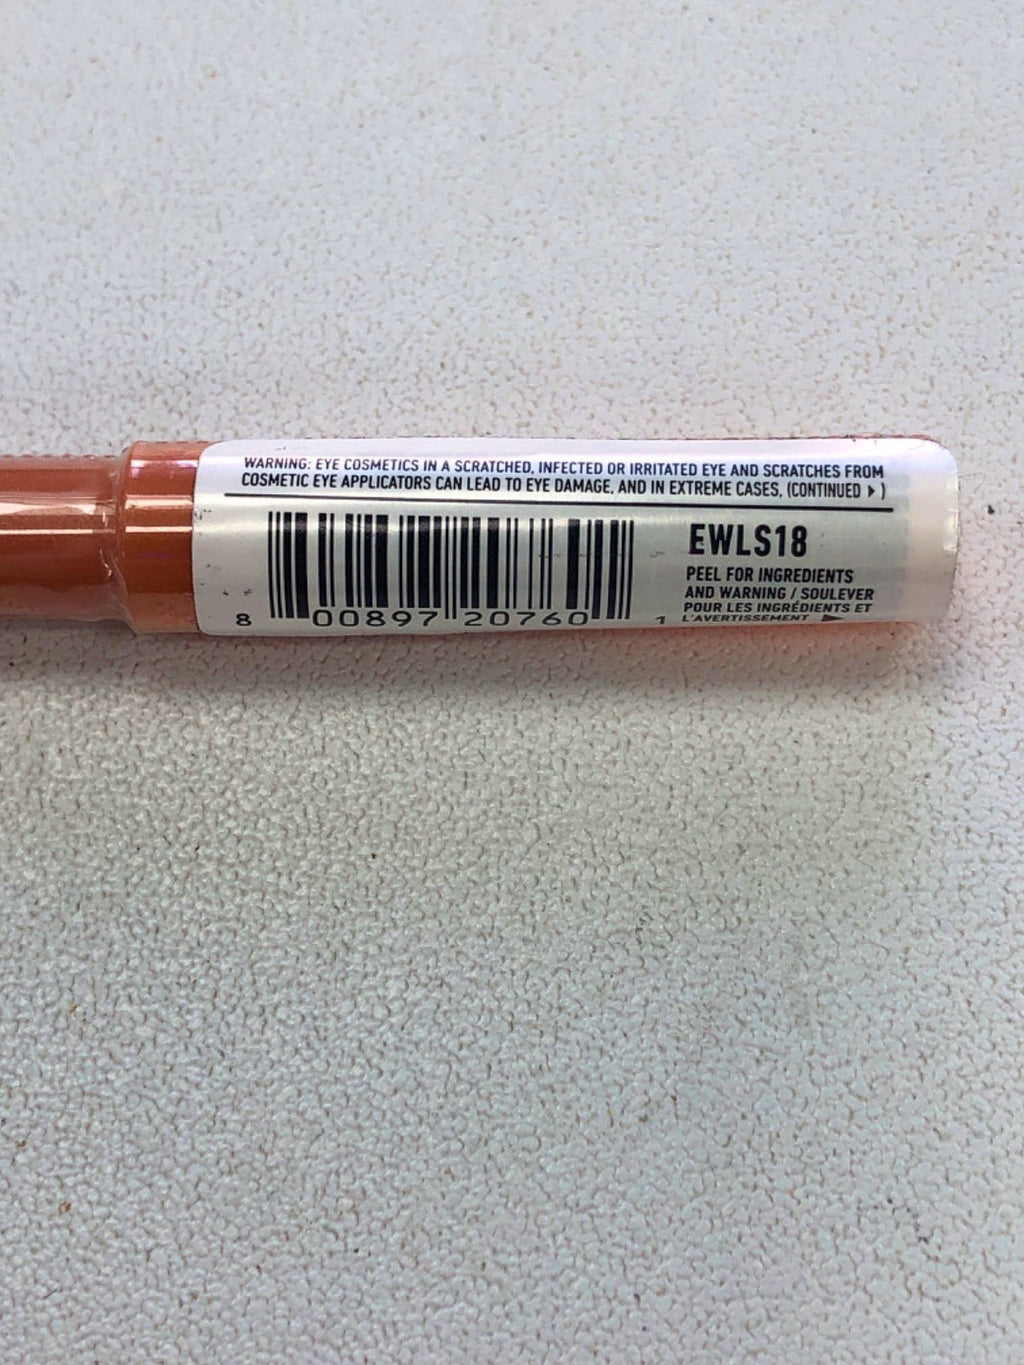 WARNING: EYE COSMETICS IN A SCRATCHED, INFECTED OR IRRITATED EYE AND SCRATCHES FROM
COSMETIC EYE APPLICATORS CAN LEAD TO EYE DAMAGE, AND IN EXTREME CASES, (CONTINUED ▶)
EWLS18
PEEL FOR INGREDIENTS
AND WARNING / SOULEVER
POUR LES INGRÉDIENTS ET
L'AVERTISSEMENT ▶
8 00897 20760 1